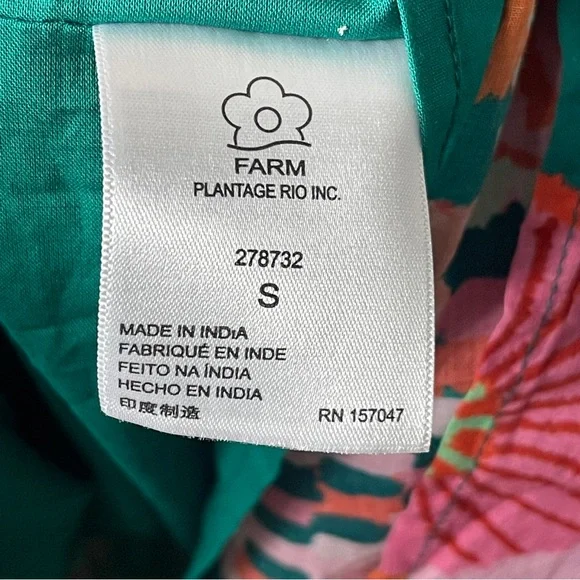 FARM
PLANTAGE RIO INC.
278732
S
MADE IN INDiA
FABRIQUÉ EN INDE
FEITO NA ÍNDIA
HECHO EN INDIA
印度制造
RN 157047